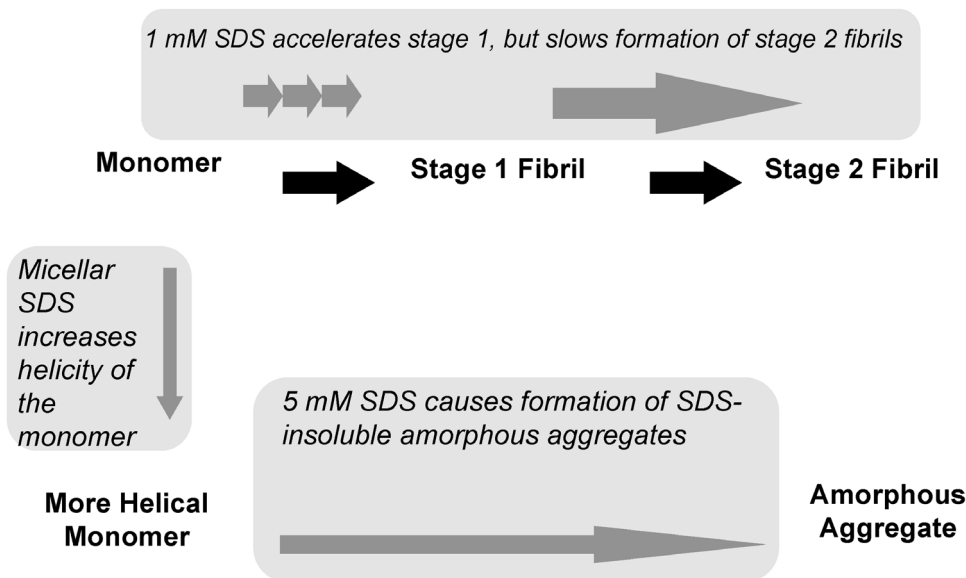 1 mM SDS accelerates stage 1, but slows formation of stage 2 fibrils
Monomer
Stage 1 Fibril
Stage 2 Fibril
Micellar
SDS
increases
helicity of
the
monomer
5 mM SDS causes formation of SDS-
insoluble amorphous aggregates
More Helical
Monomer
Amorphous
Aggregate